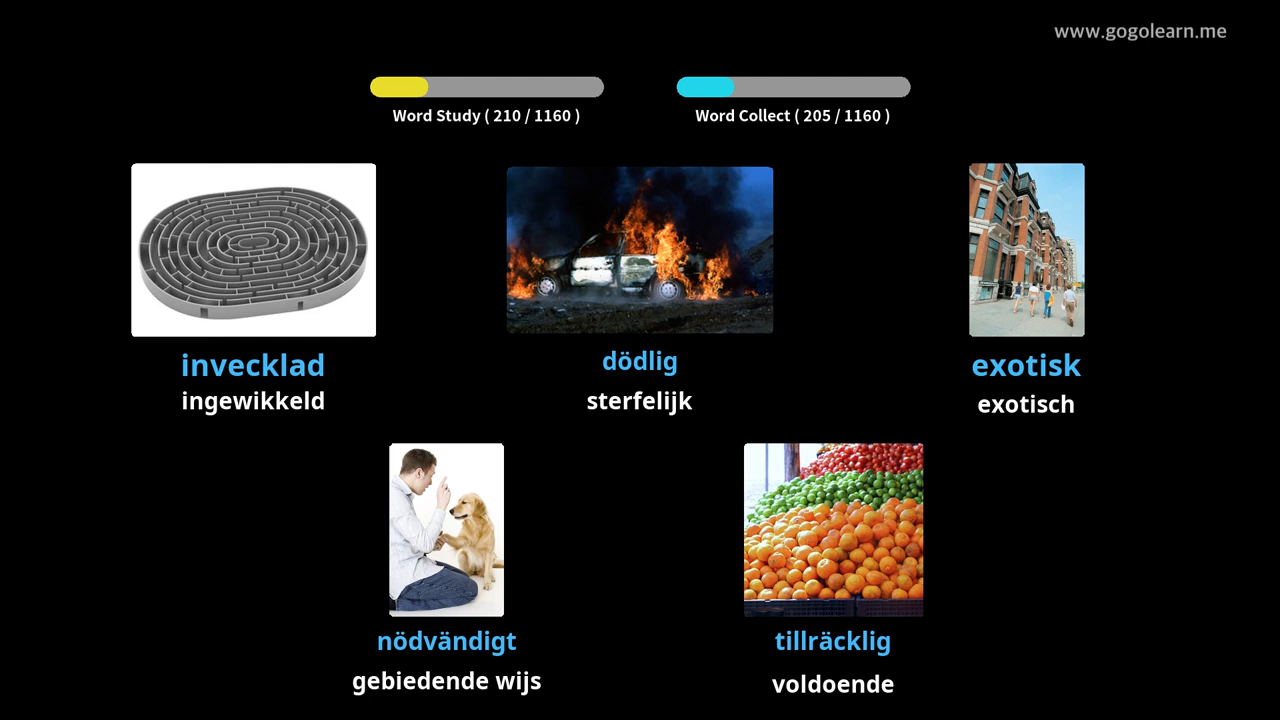 www.gogolearn.me
Word Study ( 210 / 1160 )
Word Collect ( 205 / 1160 )
invecklad
ingewikkeld
dödlig
sterfelijk
exotisk
exotisch
nödvändigt
gebiedende wijs
tillräcklig
voldoende